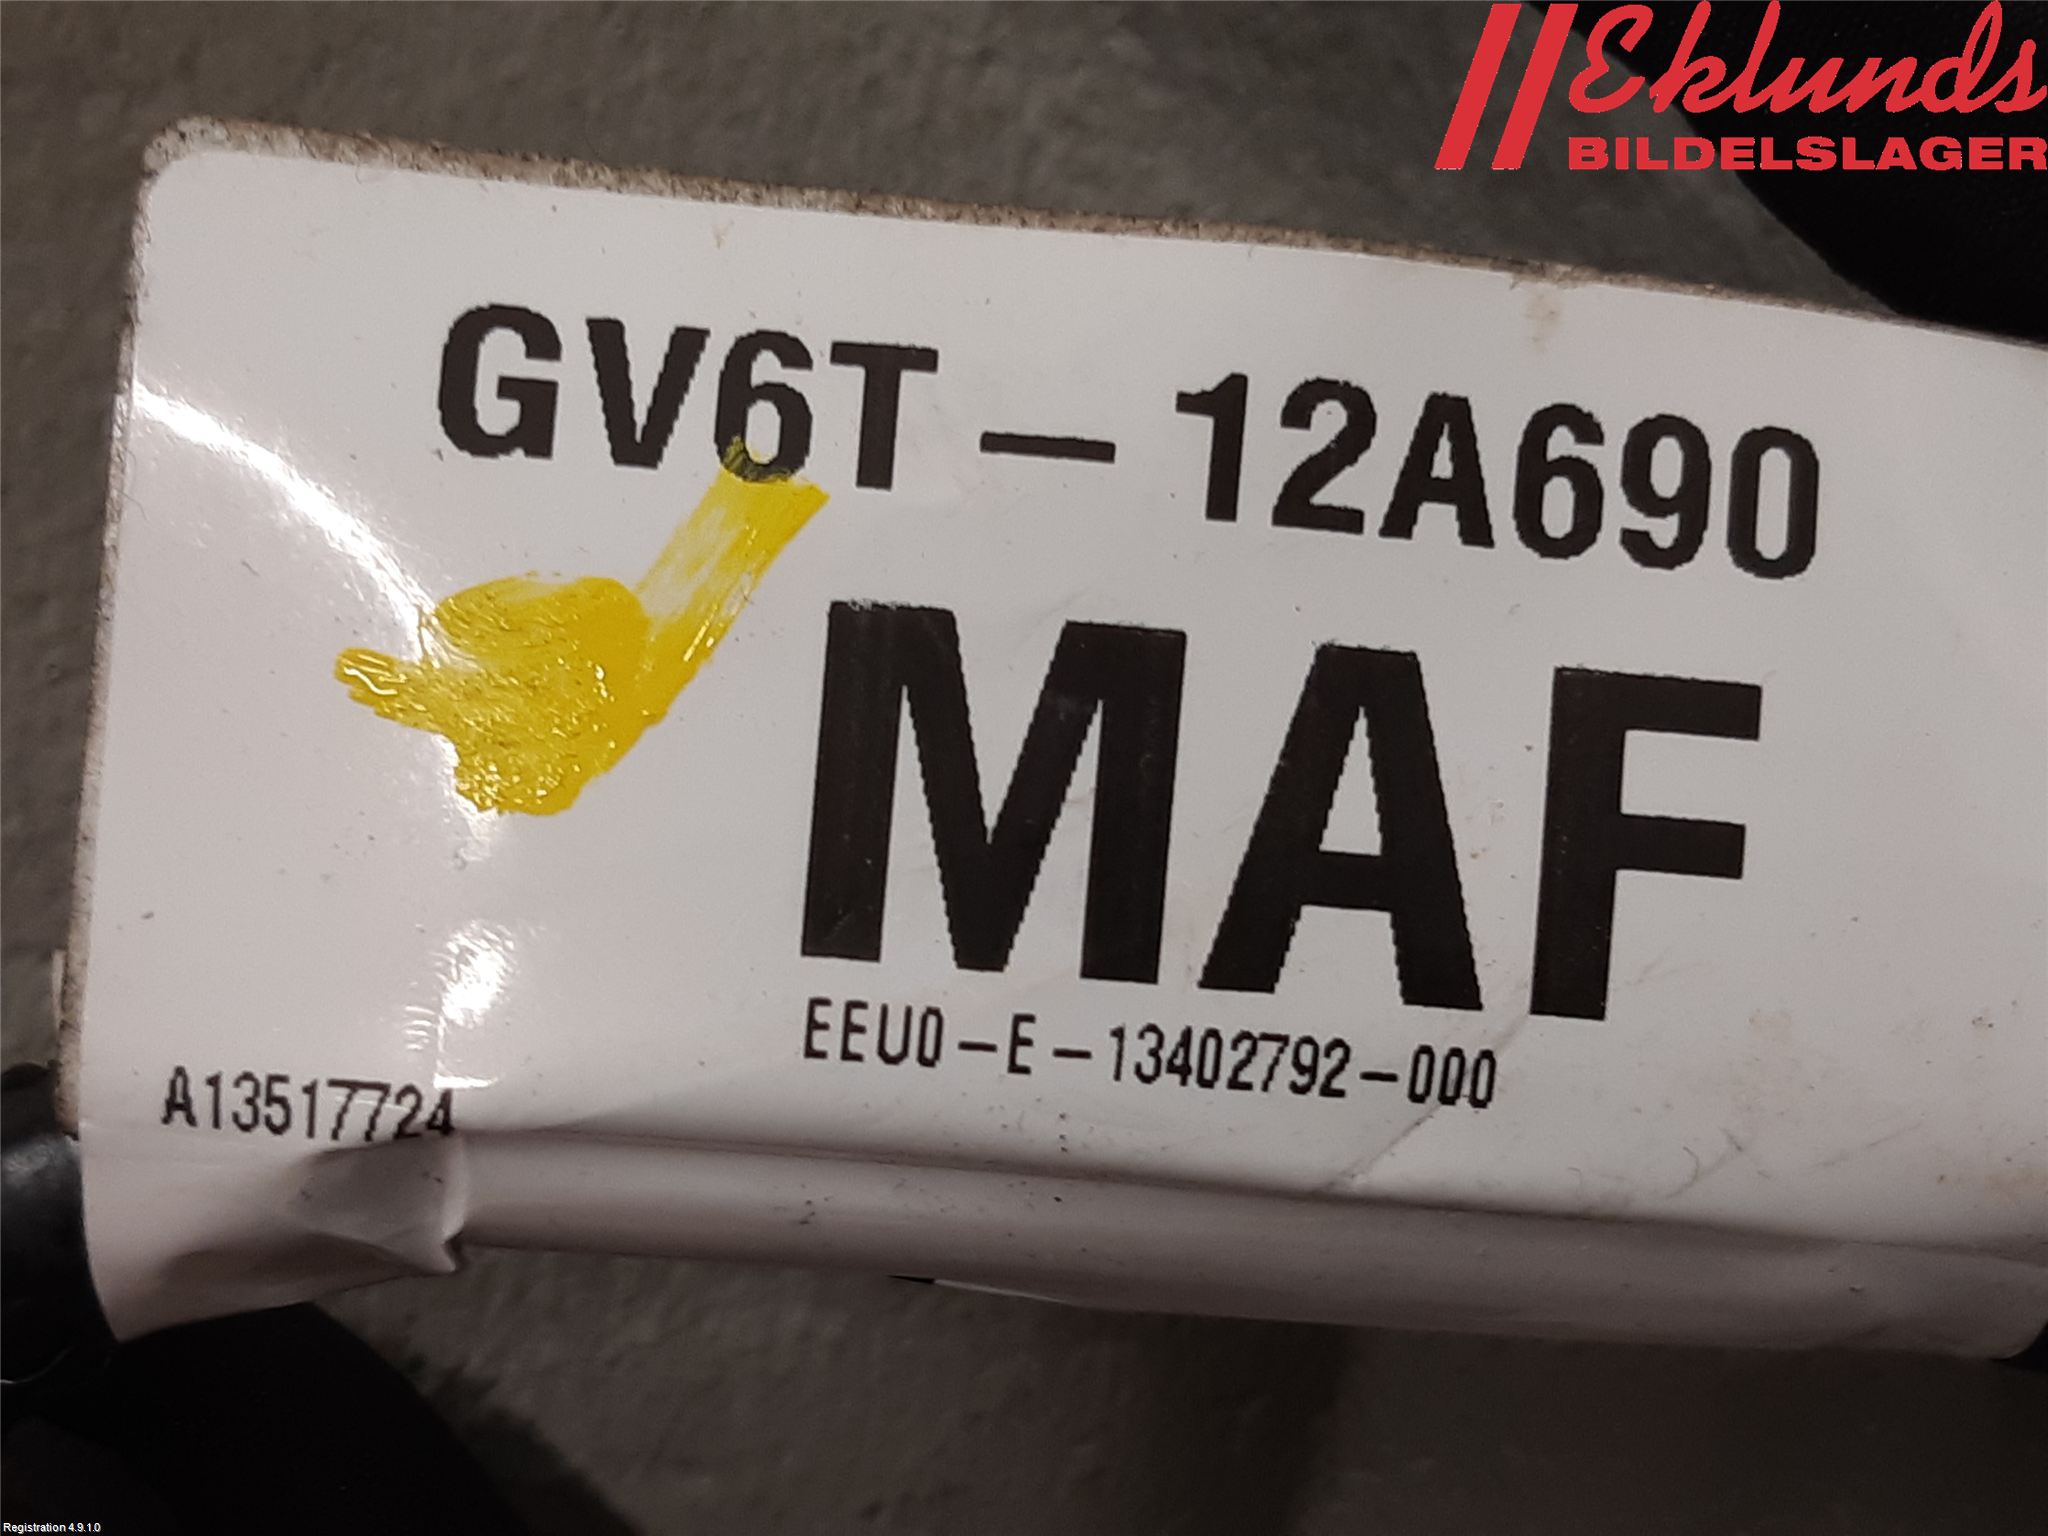 Eklunds
BILDELSLAGER
GV6T-12A690
MAF
EEU0-E-13402792-000
A13517724
Registration 4.9.1.0